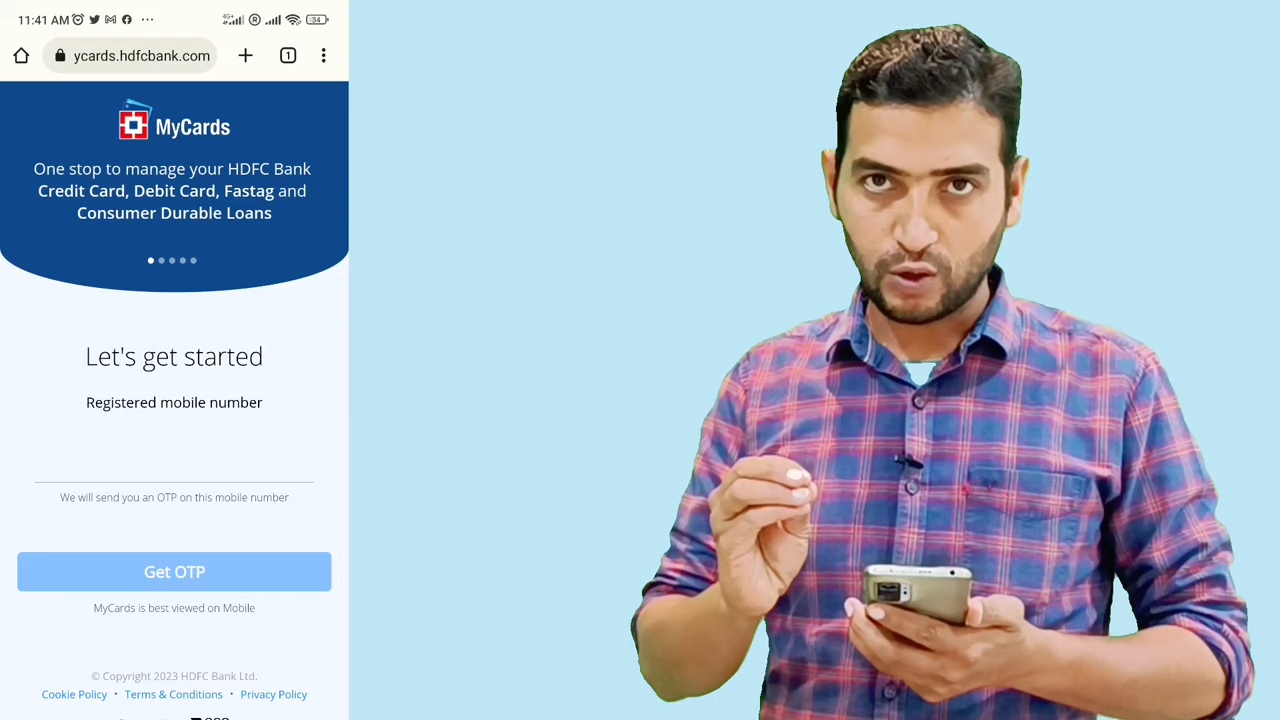 11:41 AM
4G+ R 34
ycards.hdfcbank.com
1
MyCards
One stop to manage your HDFC Bank
Credit Card, Debit Card, Fastag and
Consumer Durable Loans
Let's get started
Registered mobile number
We will send you an OTP on this mobile number
Get OTP
MyCards is best viewed on Mobile
© Copyright 2023 HDFC Bank Ltd.
Cookie Policy • Terms & Conditions • Privacy Policy